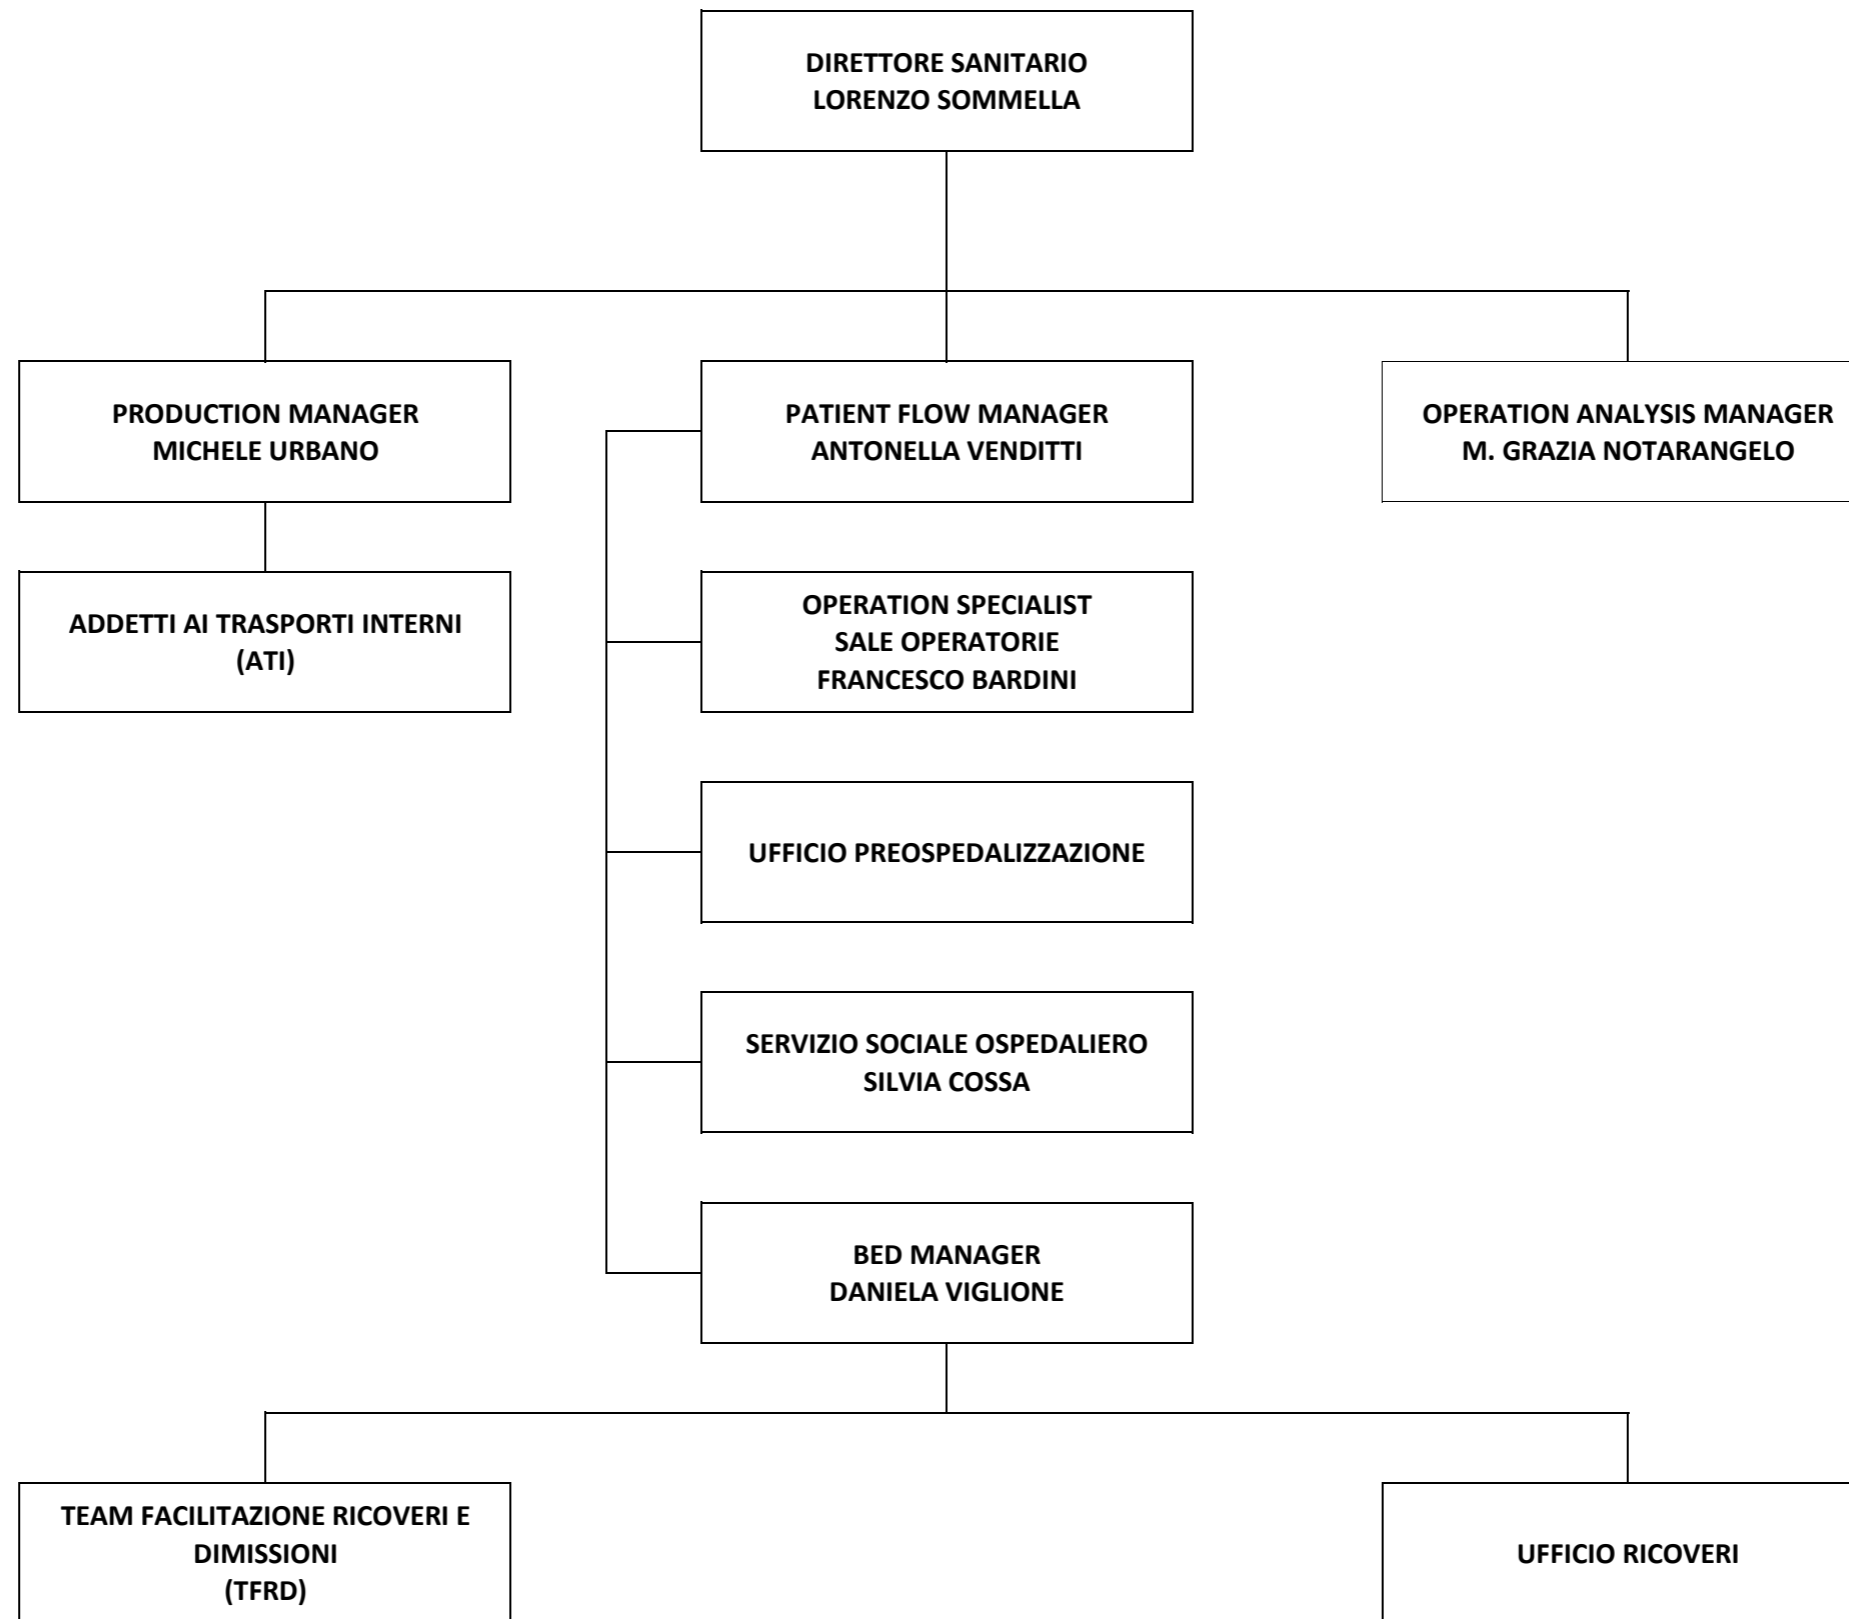 DIRETTORE SANITARIO
LORENZO SOMMELLA
PRODUCTION MANAGER
MICHELE URBANO
PATIENT FLOW MANAGER
ANTONELLA VENDITTI
OPERATION ANALYSIS MANAGER
M. GRAZIA NOTARANGELO
ADDETTI AI TRASPORTI INTERNI
(ATI)
OPERATION SPECIALIST
SALE OPERATORIE
FRANCESCO BARDINI
UFFICIO PREOSPEDALIZZAZIONE
SERVIZIO SOCIALE OSPEDALIERO
SILVIA COSSA
BED MANAGER
DANIELA VIGLIONE
TEAM FACILITAZIONE RICOVERI E
DIMISSIONI
(TFRD)
UFFICIO RICOVERI